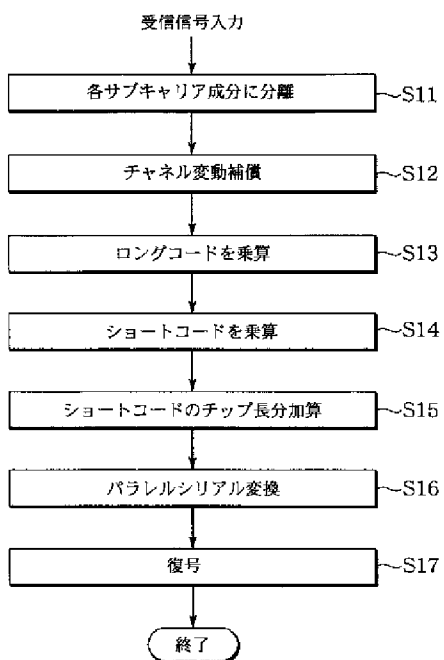 受信信号入力
各サブキャリア成分に分離
S11
チャネル変動補償
S12
ロングコードを乗算
S13
ショートコードを乗算
S14
ショートコードのチップ長分加算
S15
パラレルシリアル変換
S16
復号
S17
終了